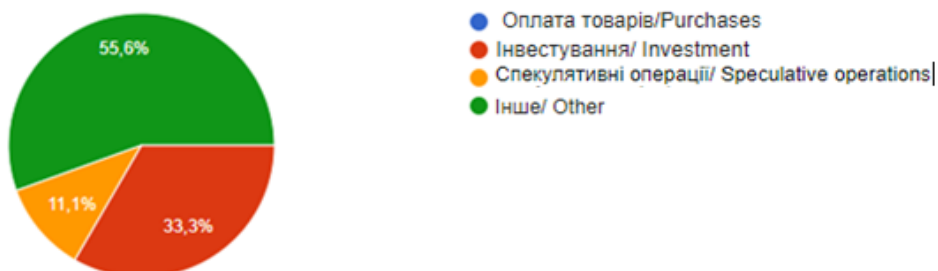 55,6%
11,1%
33,3%
Оплата товарів/Purchases
Інвестування/ Investment
Спекулятивні операції/ Speculative operations
Інше/ Other